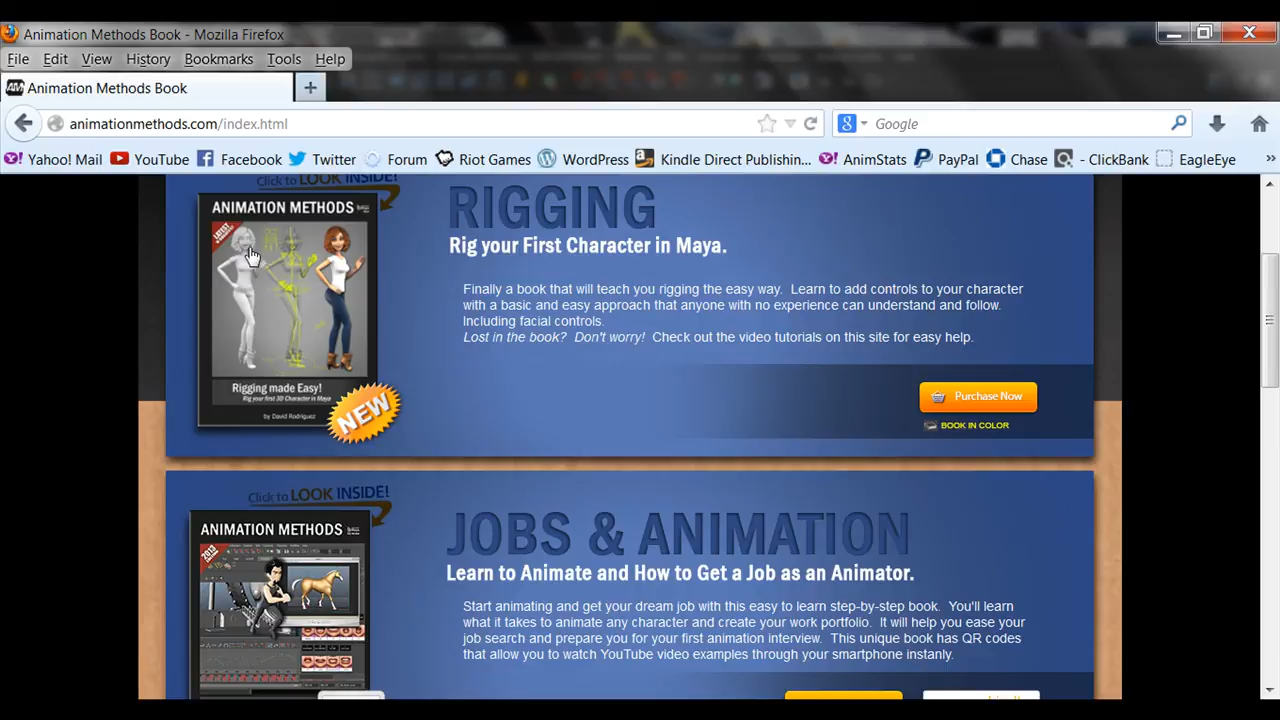 Animation Methods Book - Mozilla Firefox
File Edit View History Bookmarks Tools Help
Animation Methods Book
animationmethods.com/index.html
Google
Yahoo! Mail YouTube Facebook Twitter Forum Riot Games WordPress Kindle Direct Publishin... AnimStats PayPal Chase - ClickBank EagleEye »
Click to LOOK INSIDE!
ANIMATION METHODS
LATEST
Rigging made Easy!
Rig your first 3D Character in Maya
by David Rodriguez
NEW
RIGGING
Rig your First Character in Maya.
Finally a book that will teach you rigging the easy way. Learn to add controls to your character
with a basic and easy approach that anyone with no experience can understand and follow.
Including facial controls.
Lost in the book? Don't worry! Check out the video tutorials on this site for easy help.
Purchase Now
BOOK IN COLOR
Click to LOOK INSIDE!
ANIMATION METHODS
2013
JOBS & ANIMATION
Learn to Animate and How to Get a Job as an Animator.
Start animating and get your dream job with this easy to learn step-by-step book. You'll learn
what it takes to animate any character and create your work portfolio. It will help you ease your
job search and prepare you for your first animation interview. This unique book has QR codes
that allow you to watch YouTube video examples through your smartphone instantly.